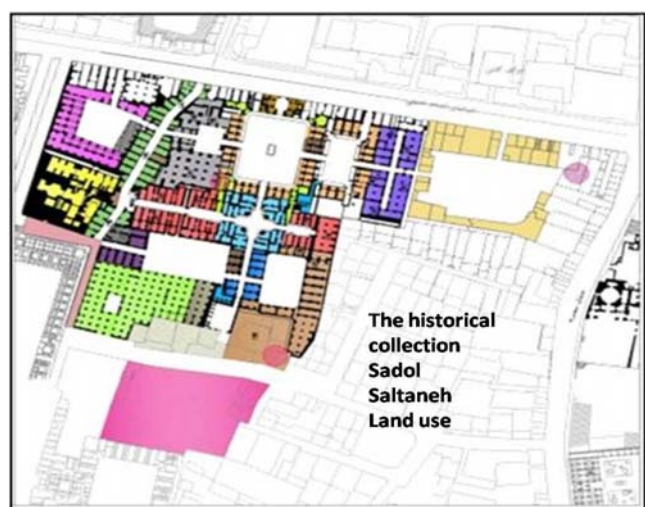 The historical
collection
Sadol
Saltaneh
Land use